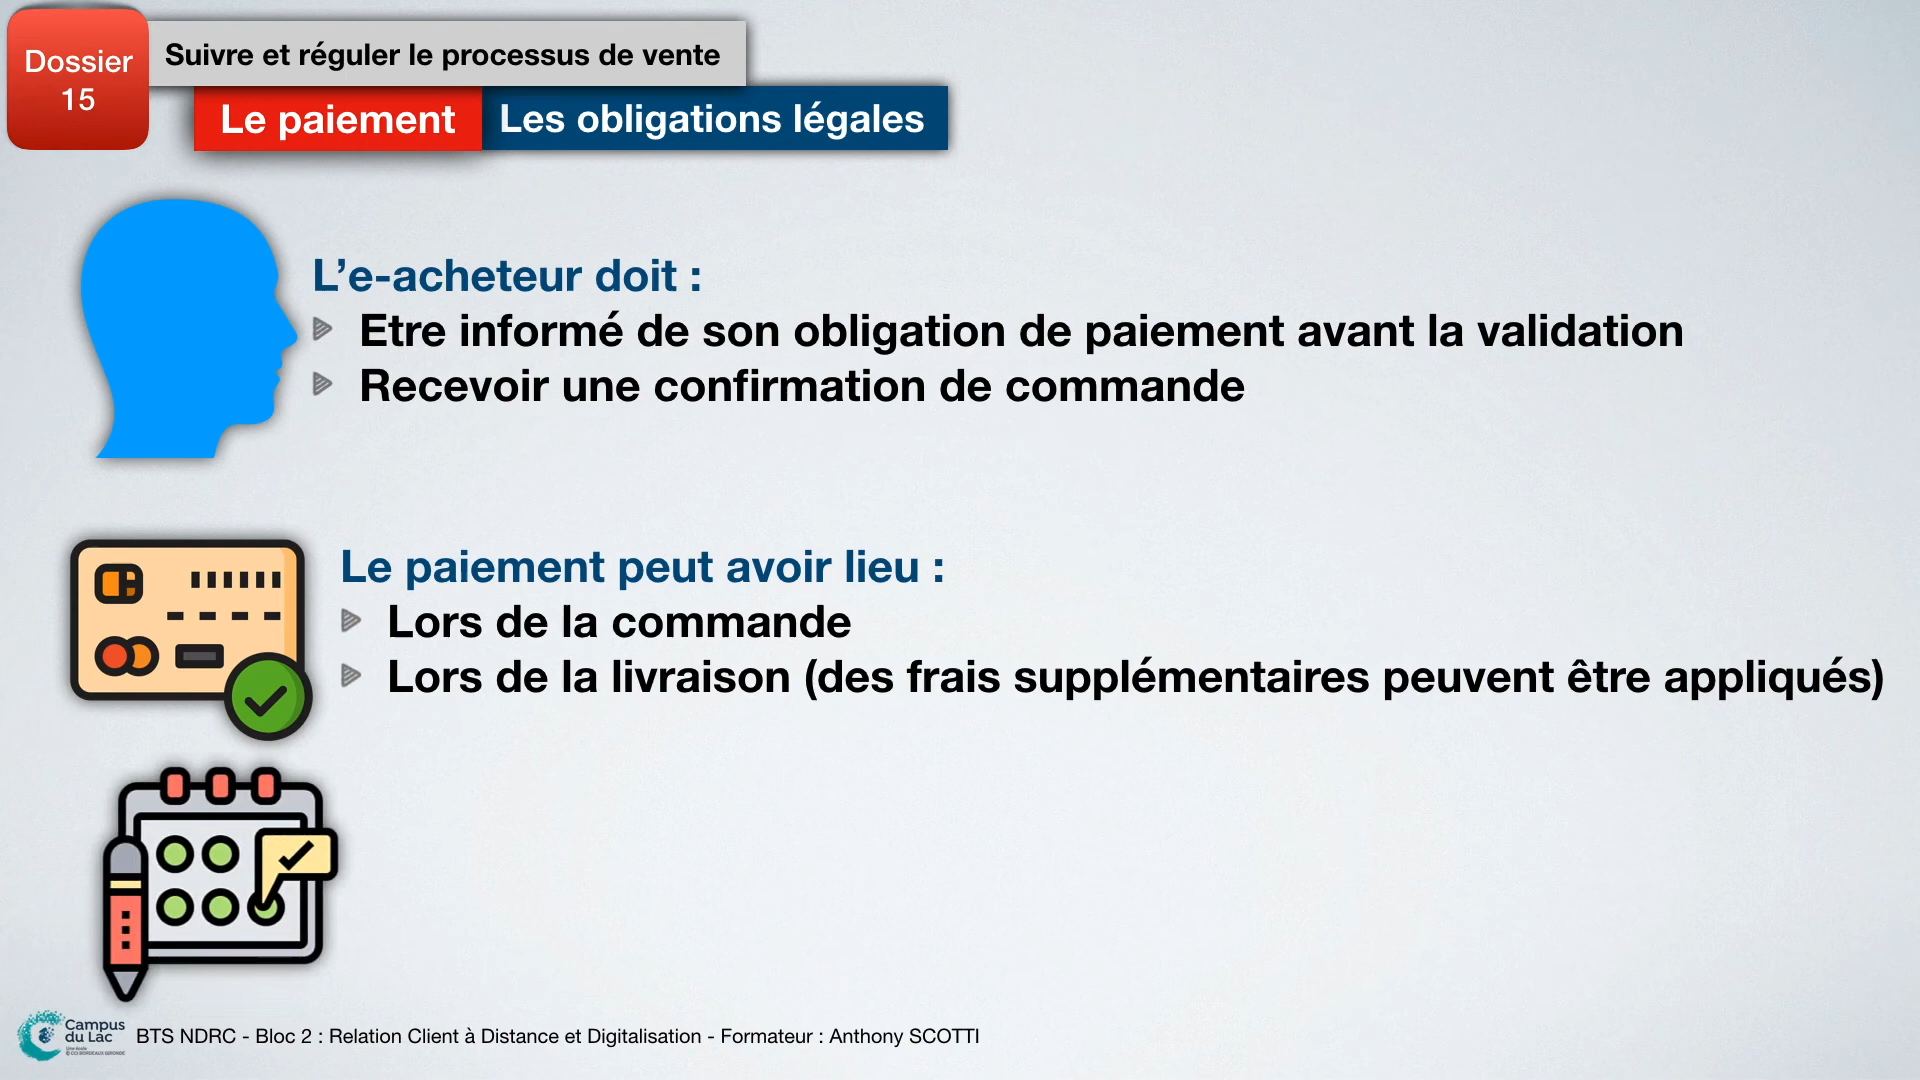 Dossier
15
Suivre et réguler le processus de vente
Le paiement
Les obligations légales
L’e-acheteur doit :
Etre informé de son obligation de paiement avant la validation
Recevoir une confirmation de commande
Le paiement peut avoir lieu :
Lors de la commande
Lors de la livraison (des frais supplémentaires peuvent être appliqués)
Campus
du Lac
BTS NDRC - Bloc 2 : Relation Client à Distance et Digitalisation - Formateur : Anthony SCOTTI